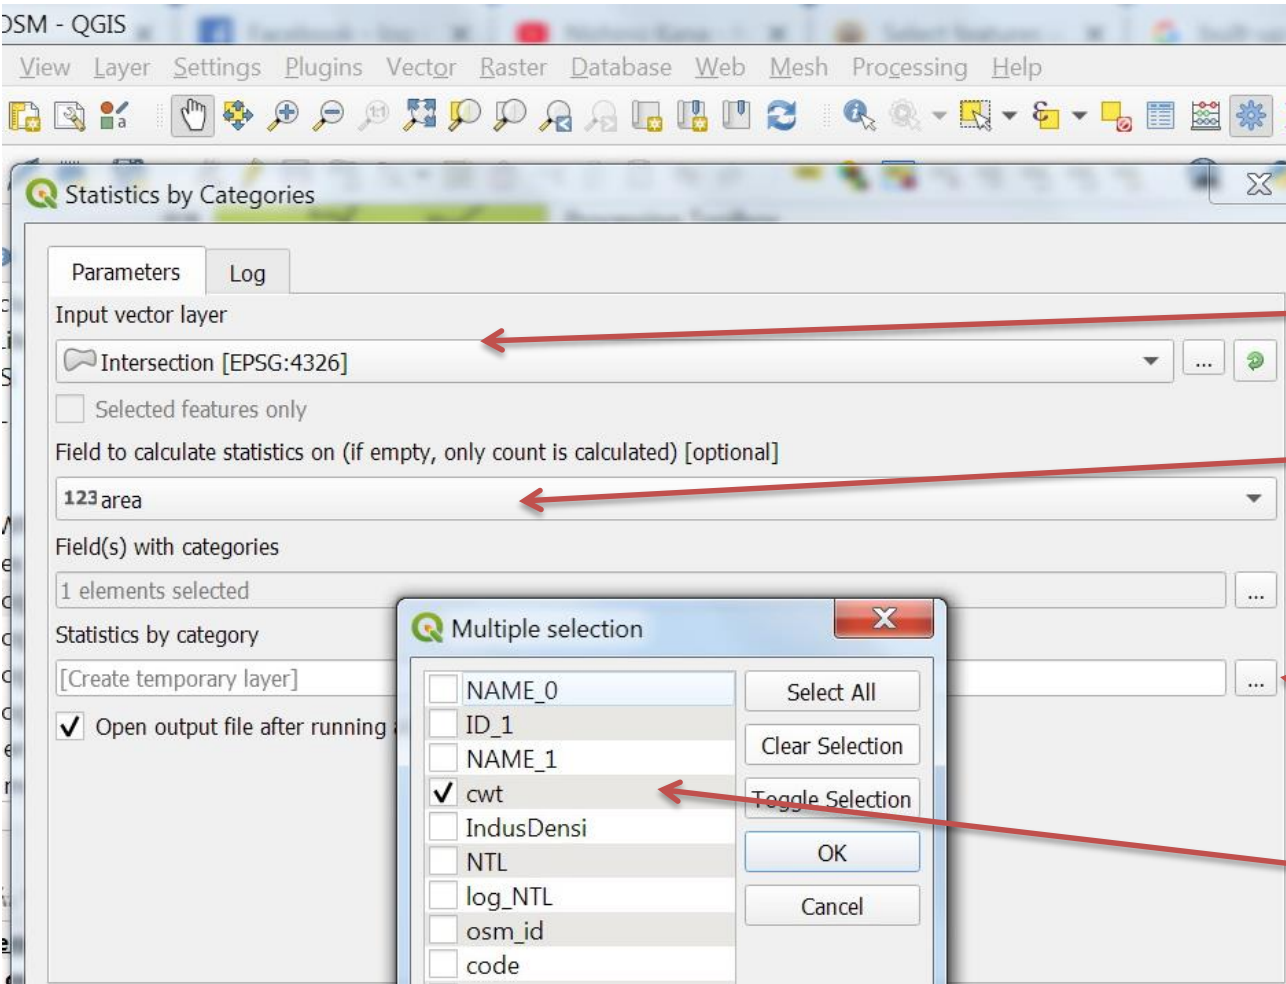 OSM - QGIS
View Layer Settings Plugins Vector Raster Database Web Mesh Processing Help
Statistics by Categories
Parameters Log
Input vector layer
Intersection [EPSG:4326]
...
Selected features only
Field to calculate statistics on (if empty, only count is calculated) [optional]
123 area
Field(s) with categories
1 elements selected
...
Statistics by category
[Create temporary layer]
...
Open output file after running
Multiple selection
NAME_0
ID_1
NAME_1
cwt
IndusDensi
NTL
log_NTL
osm_id
code
Select All
Clear Selection
Toggle Selection
OK
Cancel